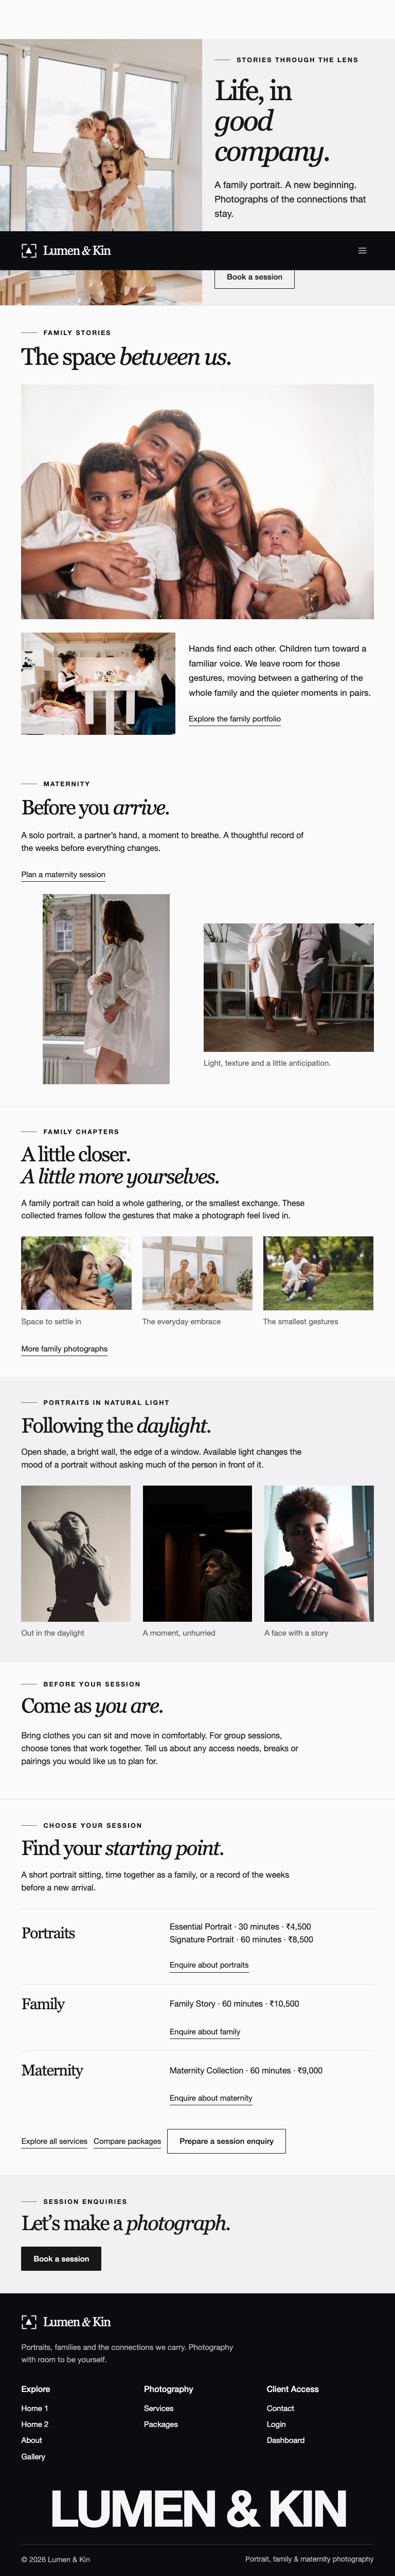 STORIES THROUGH THE LENS
Life, in
good
company.
A family portrait. A new beginning.
Photographs of the connections that
stay.
Lumen & Kin
Book a session
FAMILY STORIES
The space between us.
Hands find each other. Children turn toward a
familiar voice. We leave room for those
gestures, moving between a gathering of the
whole family and the quieter moments in pairs.
Explore the family portfolio
MATERNITY
Before you arrive.
A solo portrait, a partner’s hand, a moment to breathe. A thoughtful record of
the weeks before everything changes.
Plan a maternity session
Light, texture and a little anticipation.
FAMILY CHAPTERS
A little closer.
A little more yourselves.
A family portrait can hold a whole gathering, or the smallest exchange. These
collected frames follow the gestures that make a photograph feel lived in.
Space to settle in
The everyday embrace
The smallest gestures
More family photographs
PORTRAITS IN NATURAL LIGHT
Following the daylight.
Open shade, a bright wall, the edge of a window. Available light changes the
mood of a portrait without asking much of the person in front of it.
Out in the daylight
A moment, unhurried
A face with a story
BEFORE YOUR SESSION
Come as you are.
Bring clothes you can sit and move in comfortably. For group sessions,
choose tones that work together. Tell us about any access needs, breaks or
pairings you would like us to plan for.
CHOOSE YOUR SESSION
Find your starting point.
A short portrait sitting, time together as a family, or a record of the weeks
before a new arrival.
Portraits
Essential Portrait · 30 minutes · ₹4,500
Signature Portrait · 60 minutes · ₹8,500
Enquire about portraits
Family
Family Story · 60 minutes · ₹10,500
Enquire about family
Maternity
Maternity Collection · 60 minutes · ₹9,000
Enquire about maternity
Explore all services
Compare packages
Prepare a session enquiry
SESSION ENQUIRIES
Let’s make a photograph.
Book a session
Lumen & Kin
Portraits, families and the connections we carry. Photography
with room to be yourself.
Explore
Home 1
Home 2
About
Gallery
Photography
Services
Packages
Client Access
Contact
Login
Dashboard
LUMEN & KIN
© 2026 Lumen & Kin
Portrait, family & maternity photography